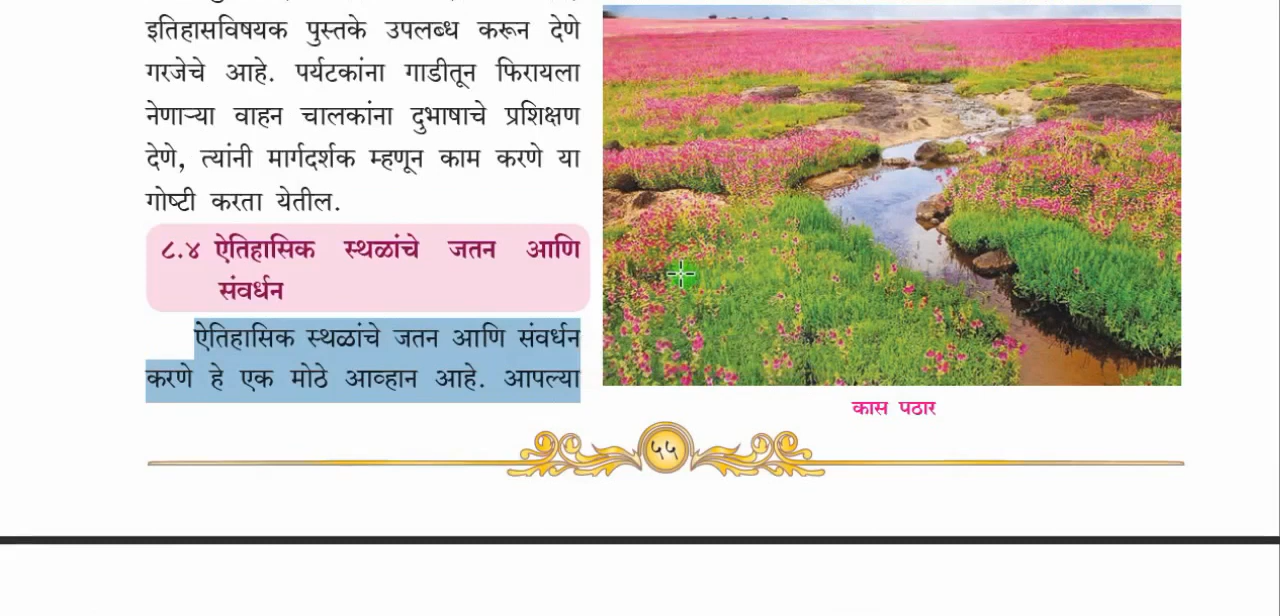 इतिहासविषयक पुस्तके उपलब्ध करून देणे
गरजेचे आहे. पर्यटकांना गाडीतून फिरायला
नेणाऱ्या वाहन चालकांना दुभाषाचे प्रशिक्षण
देणे, त्यांनी मार्गदर्शक म्हणून काम करणे या
गोष्टी करता येतील.
८.४ ऐतिहासिक स्थळांचे जतन आणि
संवर्धन
ऐतिहासिक स्थळांचे जतन आणि संवर्धन
करणे हे एक मोठे आव्हान आहे. आपल्या
कास पठार
५५